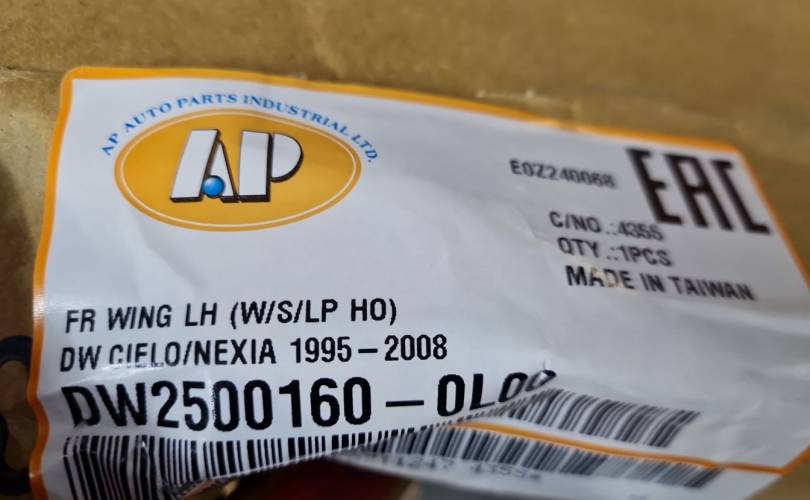 AP AUTO PARTS INDUSTRIAL LTD.
AP
EAC
E0Z240068
C/NO.:4355
QTY.:1PCS
MADE IN TAIWAN
FR WING LH (W/S/LP HO)
DW CIELO/NEXIA 1995-2008
DW2500160-0L00